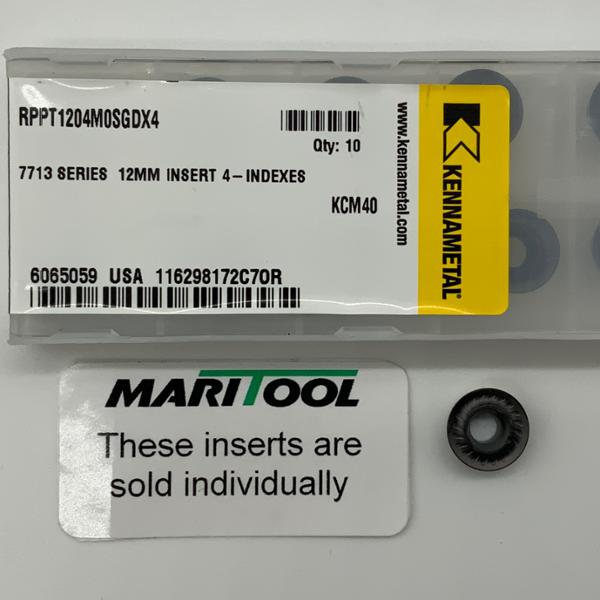 RPPT1204M0SGDX4
Qty: 10
7713 SERIES 12MM INSERT 4-INDEXES
KCM40
6065059 USA 116298172C70R
www.kennametal.com
KENNAMETAL
MARITOOL
These inserts are
sold individually